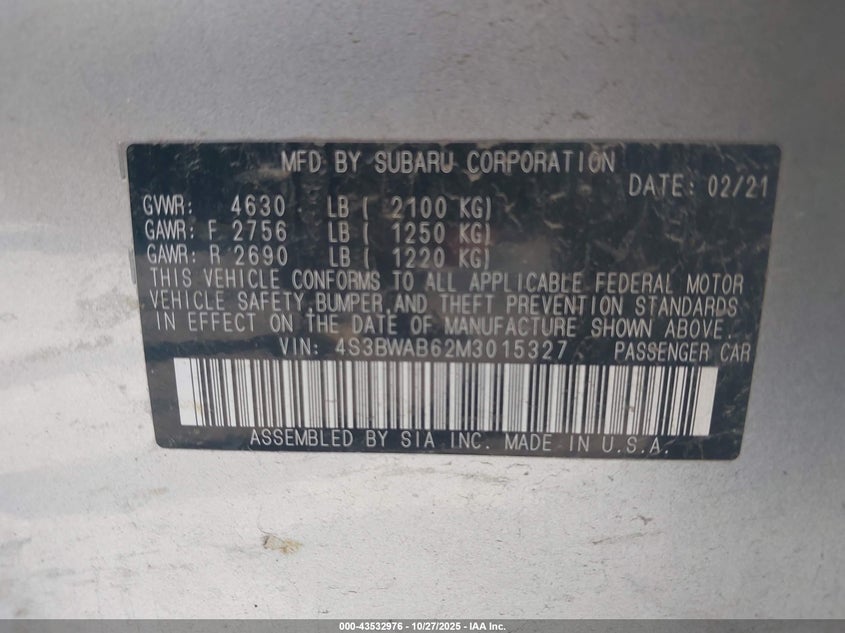 MFD BY SUBARU CORPORATION
DATE: 02/21
GVWR: 4630 LB ( 2100 KG)
GAWR: F 2756 LB ( 1250 KG)
GAWR: R 2690 LB ( 1220 KG)
THIS VEHICLE CONFORMS TO ALL APPLICABLE FEDERAL MOTOR
VEHICLE SAFETY,BUMPER,AND THEFT PREVENTION STANDARDS
IN EFFECT ON THE DATE OF MANUFACTURE SHOWN ABOVE.
VIN: 4S3BWAB62M3015327 PASSENGER CAR
ASSEMBLED BY SIA INC. MADE IN U.S.A.
000-43532976 | 10/27/2025 - IAA Inc.